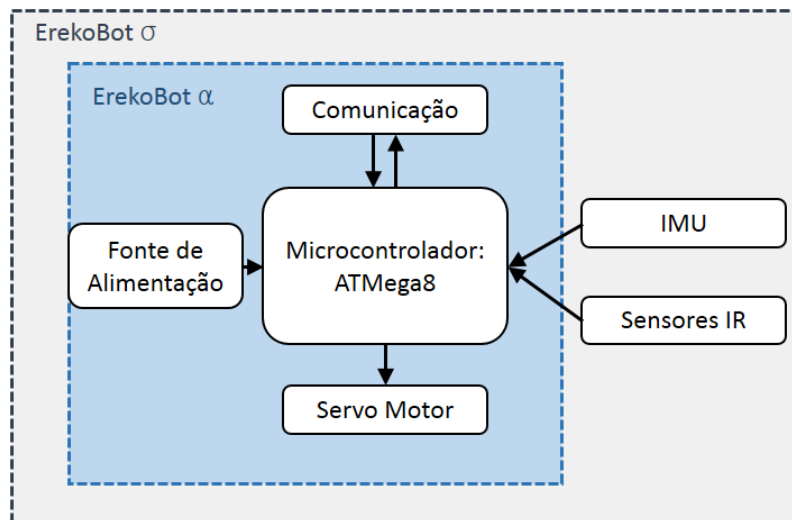 ErekoBot σ
ErekoBot α
Comunicação
Fonte de
Alimentação
Microcontrolador:
ATMega8
IMU
Sensores IR
Servo Motor